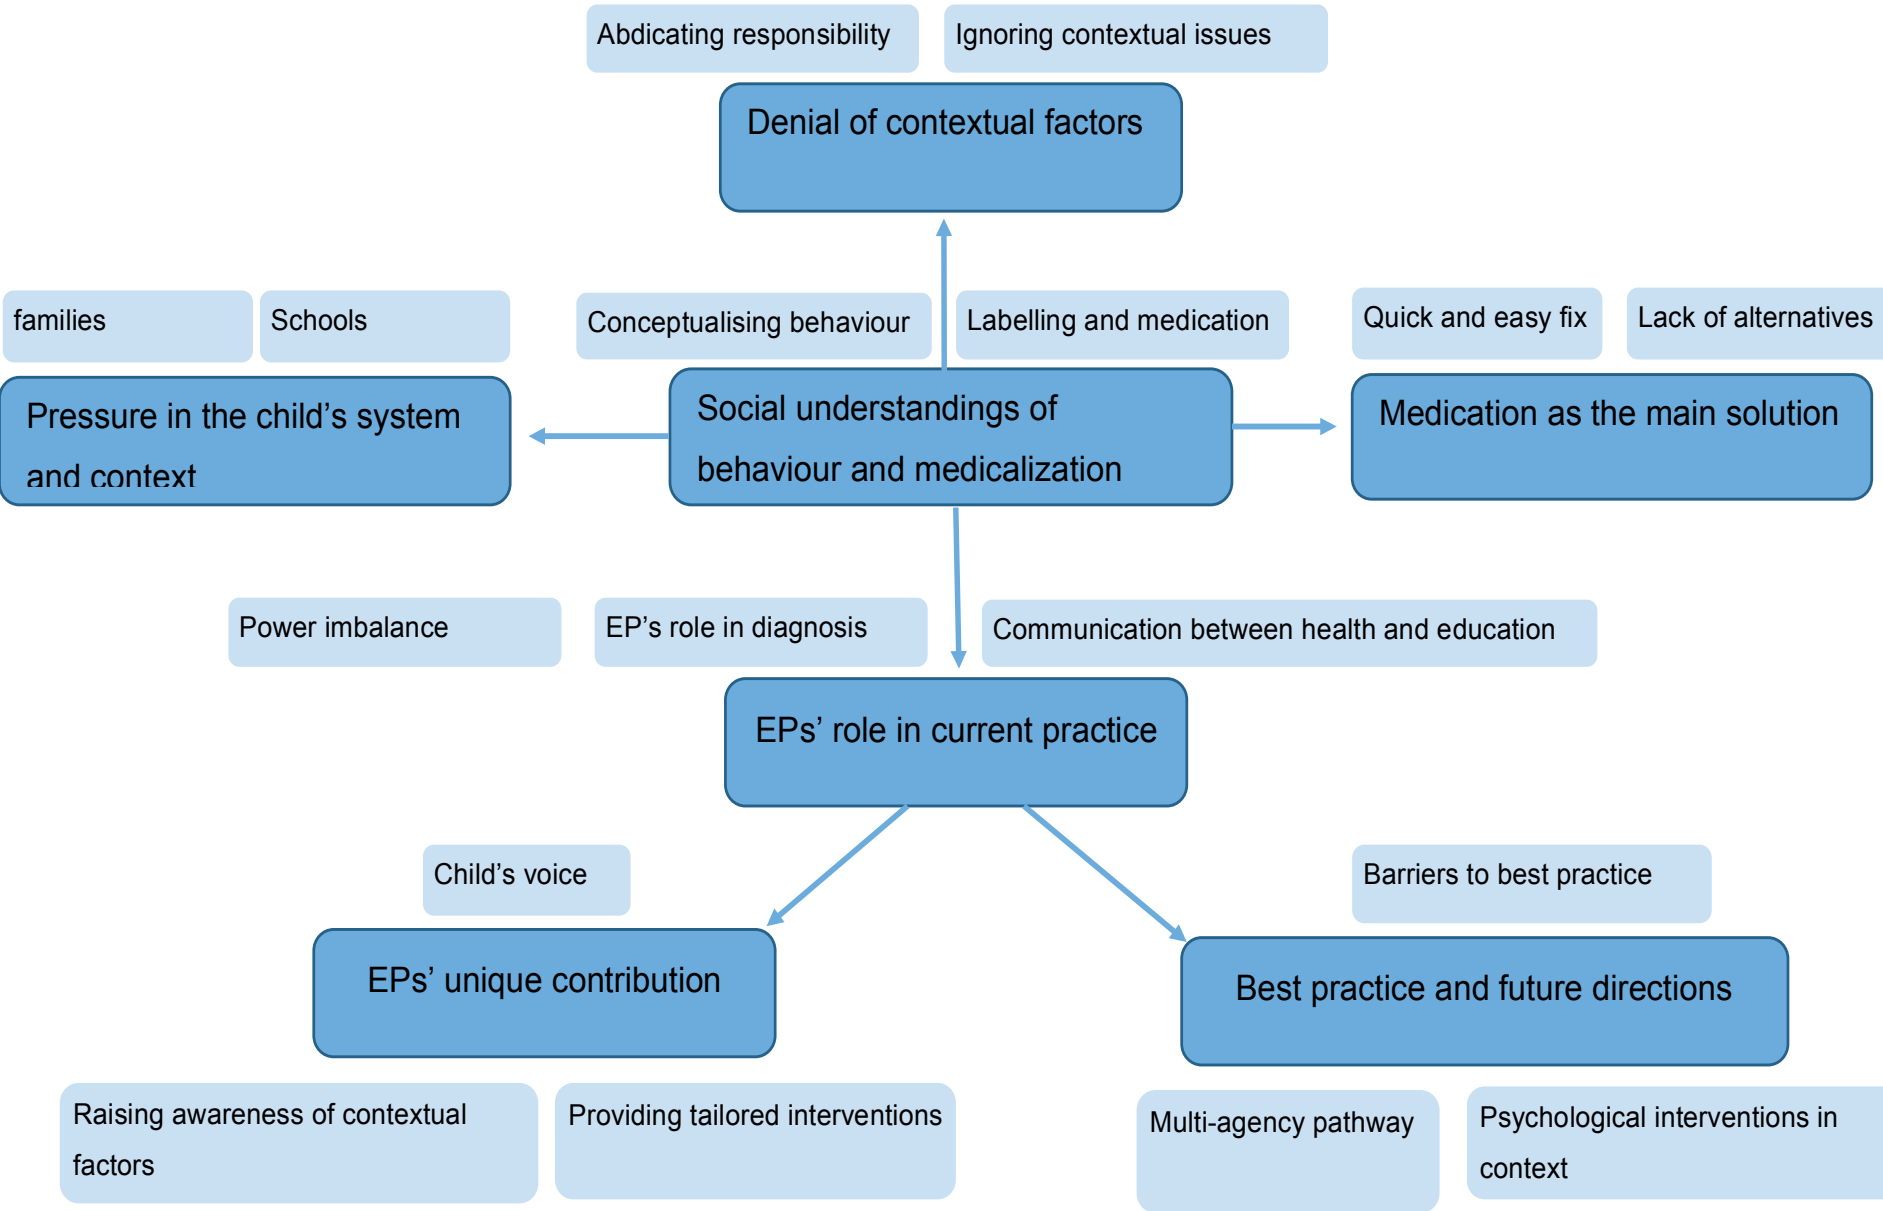 Abdicating responsibility
Ignoring contextual issues
Denial of contextual factors
families
Schools
Conceptualising behaviour
Labelling and medication
Quick and easy fix
Lack of alternatives
Pressure in the child’s system
and context
Social understandings of
behaviour and medicalization
Medication as the main solution
Power imbalance
EP’s role in diagnosis
Communication between health and education
EPs’ role in current practice
Child’s voice
Barriers to best practice
EPs’ unique contribution
Best practice and future directions
Raising awareness of contextual
factors
Providing tailored interventions
Multi-agency pathway
Psychological interventions in
context